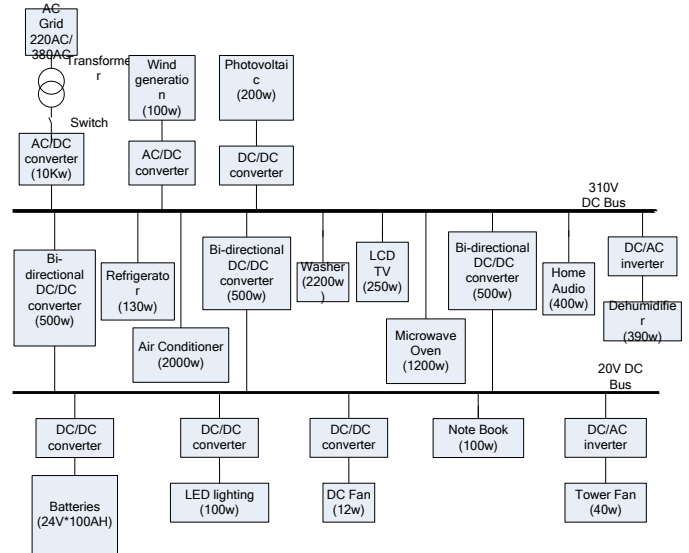 AC
Grid
220AC/
380AC
Transforme
r
Switch
AC/DC
converter
(10Kw)
Wind
generatio
n
(100w)
AC/DC
converter
Photovoltai
c
(200w)
DC/DC
converter
310V
DC Bus
Bi-
directional
DC/DC
converter
(500w)
Refrigerato
r
(130w)
Air Conditioner
(2000w)
Bi-directional
DC/DC
converter
(500w)
Washer
(2200w
)
LCD
TV
(250w)
Microwave
Oven
(1200w)
Bi-directional
DC/DC
converter
(500w)
Home
Audio
(400w)
DC/AC
inverter
Dehumidifie
r
(390w)
20V DC
Bus
DC/DC
converter
Batteries
(24V*100AH)
DC/DC
converter
LED lighting
(100w)
DC/DC
converter
DC Fan
(12w)
Note Book
(100w)
DC/AC
inverter
Tower Fan
(40w)